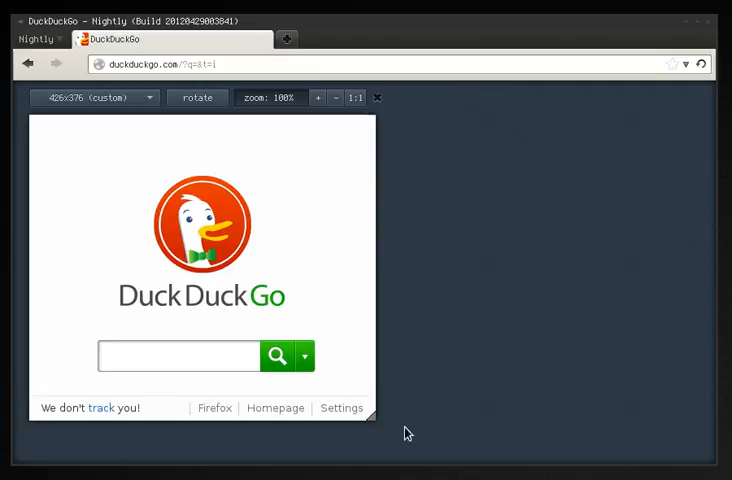 DuckDuckGo - Nightly (Build 20120429003841)
Nightly
DuckDuckGo
duckduckgo.com/?q=&t=i
426x376 (custom)
rotate
zoom: 100%
+
-
1:1
DuckDuckGo
We don't track you!
Firefox
Homepage
Settings